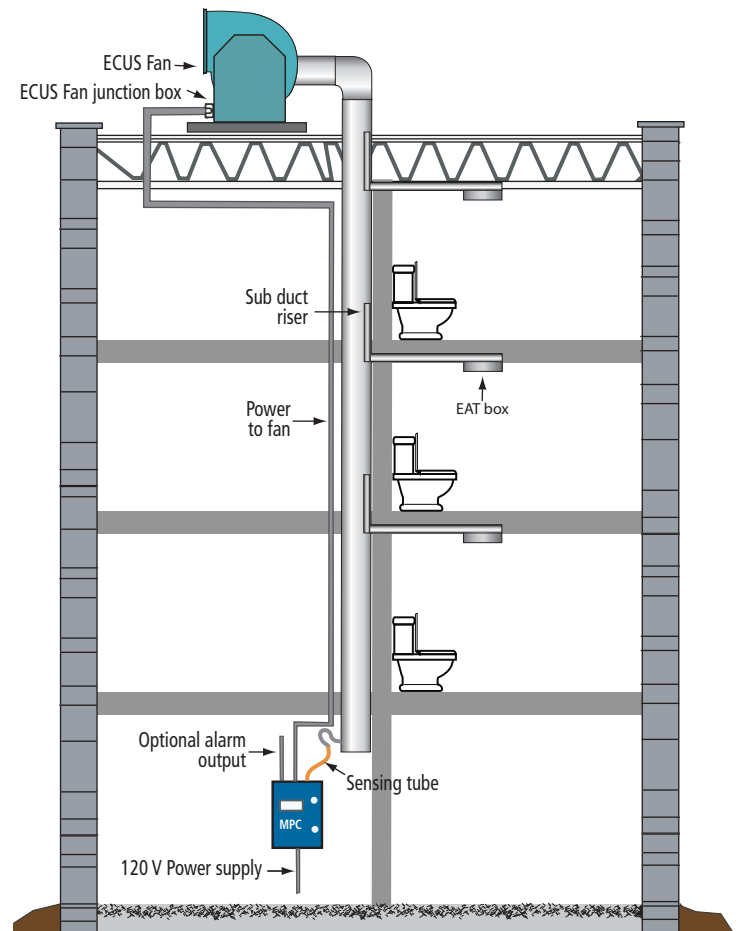 ECUS Fan
ECUS Fan junction box
Sub duct
riser
EAT box
Power
to fan
Optional alarm
output
Sensing tube
MPC
120 V Power supply